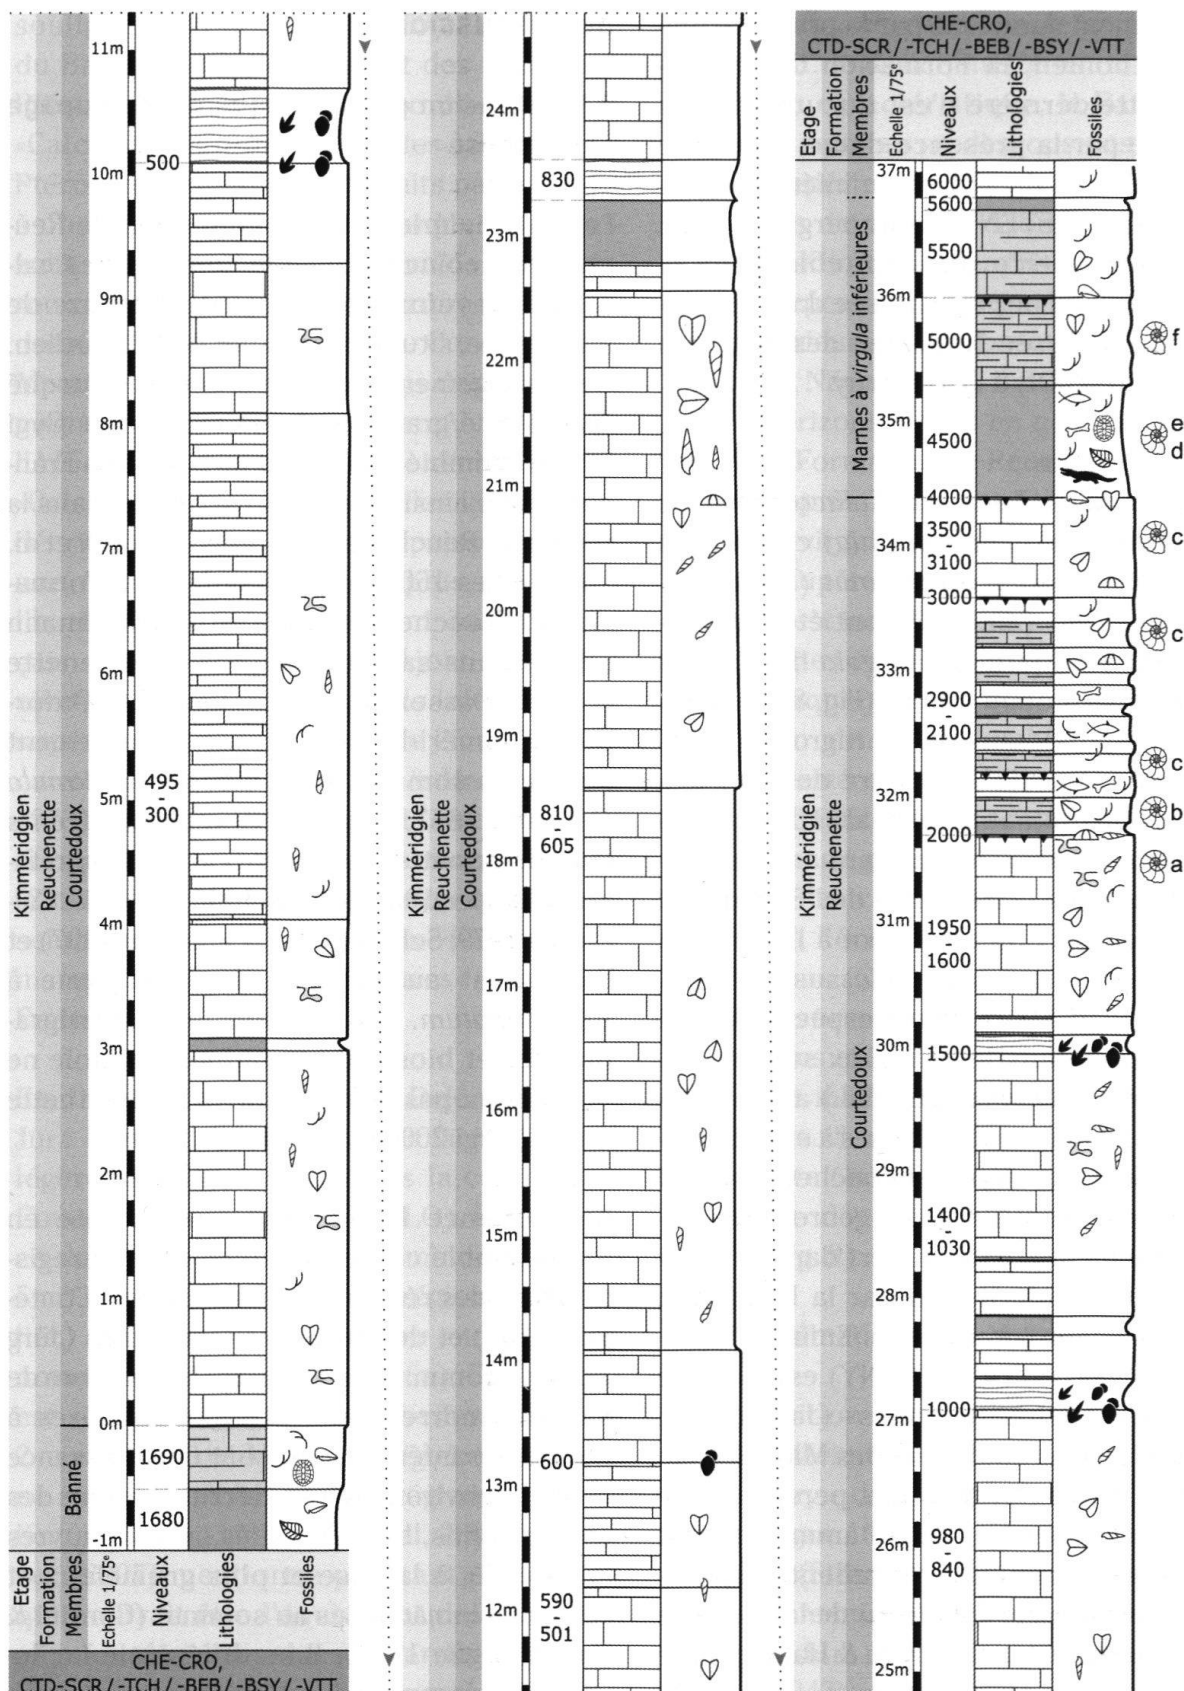 11m
10m
9m
8m
7m
6m
5m
4m
3m
2m
1m
0m
-1m
500
495
-
300
1690
1680
Kimméridgien
Reuchenette
Courtedoux
Banné
Etage
Formation
Membres
Echelle 1/75e
Niveaux
Lithologies
Fossiles
CHE-CRO,
CTD-SCR / -TCH / -BEB / -BSY / -VTT
24m
23m
22m
21m
20m
19m
18m
17m
16m
15m
14m
13m
12m
830
810
-
605
600
590
-
501
Kimméridgien
Reuchenette
Courtedoux
CHE-CRO,
CTD-SCR / -TCH / -BEB / -BSY / -VTT
Etage
Formation
Membres
Echelle 1/75e
Niveaux
Lithologies
Fossiles
37m
36m
35m
34m
33m
32m
31m
30m
29m
28m
27m
26m
25m
6000
5600
5500
5000
4500
4000
3500
-
3100
3000
2900
-
2100
2000
1950
-
1600
1500
1400
-
1030
1000
980
-
840
Marnes à virgula inférieures
Kimméridgien
Reuchenette
Courtedoux
f
e
d
c
c
c
b
a